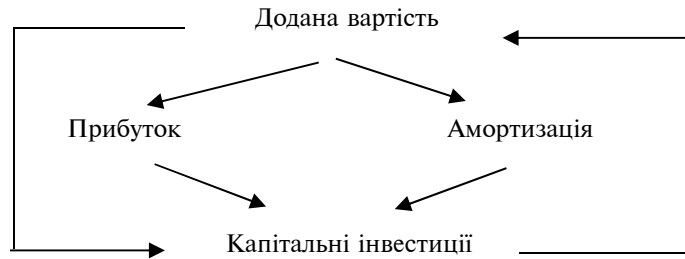 Додана вартість
Прибуток
Амортизація
Капітальні інвестиції